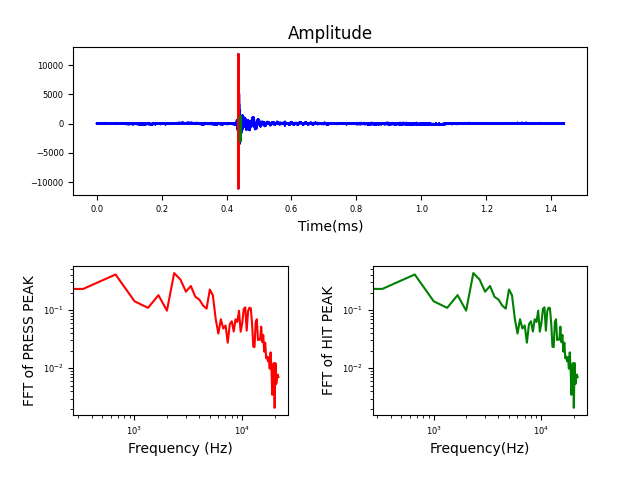 Amplitude
10000
5000
0
−5000
−10000
0.0 0.2 0.4 0.6 0.8 1.0 1.2 1.4
Time(ms)
FFT of PRESS PEAK
10⁻¹
10⁻²
10³ 10⁴
Frequency (Hz)
FFT of HIT PEAK
10⁻¹
10⁻²
10³ 10⁴
Frequency(Hz)